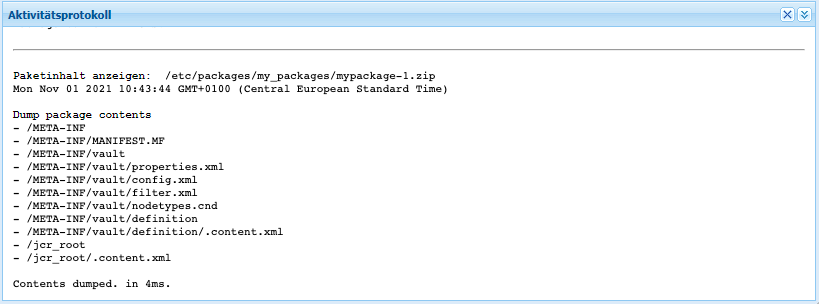 Aktivitätsprotokoll
Paketinhalt anzeigen:  /etc/packages/my_packages/mypackage-1.zip
Mon Nov 01 2021 10:43:44 GMT+0100 (Central European Standard Time)
Dump package contents
- /META-INF
- /META-INF/MANIFEST.MF
- /META-INF/vault
- /META-INF/vault/properties.xml
- /META-INF/vault/config.xml
- /META-INF/vault/filter.xml
- /META-INF/vault/nodetypes.cnd
- /META-INF/vault/definition
- /META-INF/vault/definition/.content.xml
- /jcr_root
- /jcr_root/.content.xml
Contents dumped. in 4ms.